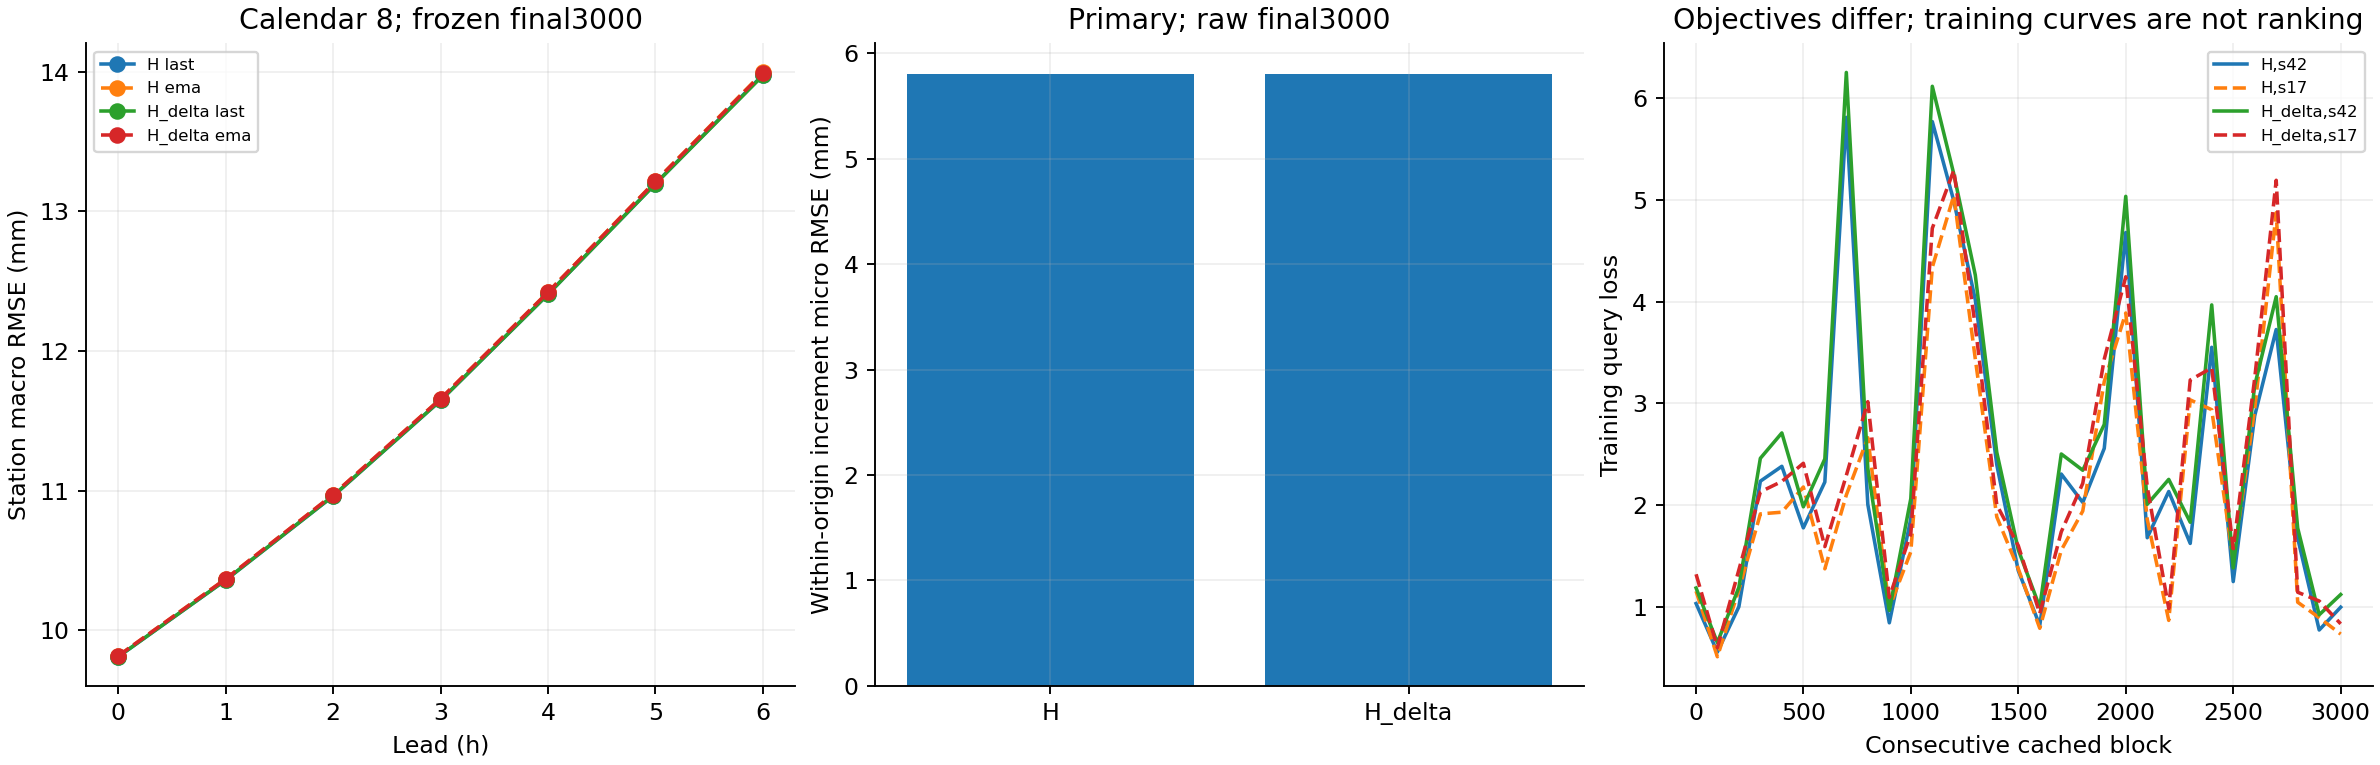 Calendar 8; frozen final3000
Station macro RMSE (mm)
14
13
12
11
10
H last
H ema
H_delta last
H_delta ema
0 1 2 3 4 5 6
Lead (h)
Primary; raw final3000
Within-origin increment micro RMSE (mm)
6
5
4
3
2
1
0
H H_delta
Objectives differ; training curves are not ranking
Training query loss
6
5
4
3
2
1
H,s42
H,s17
H_delta,s42
H_delta,s17
0 500 1000 1500 2000 2500 3000
Consecutive cached block